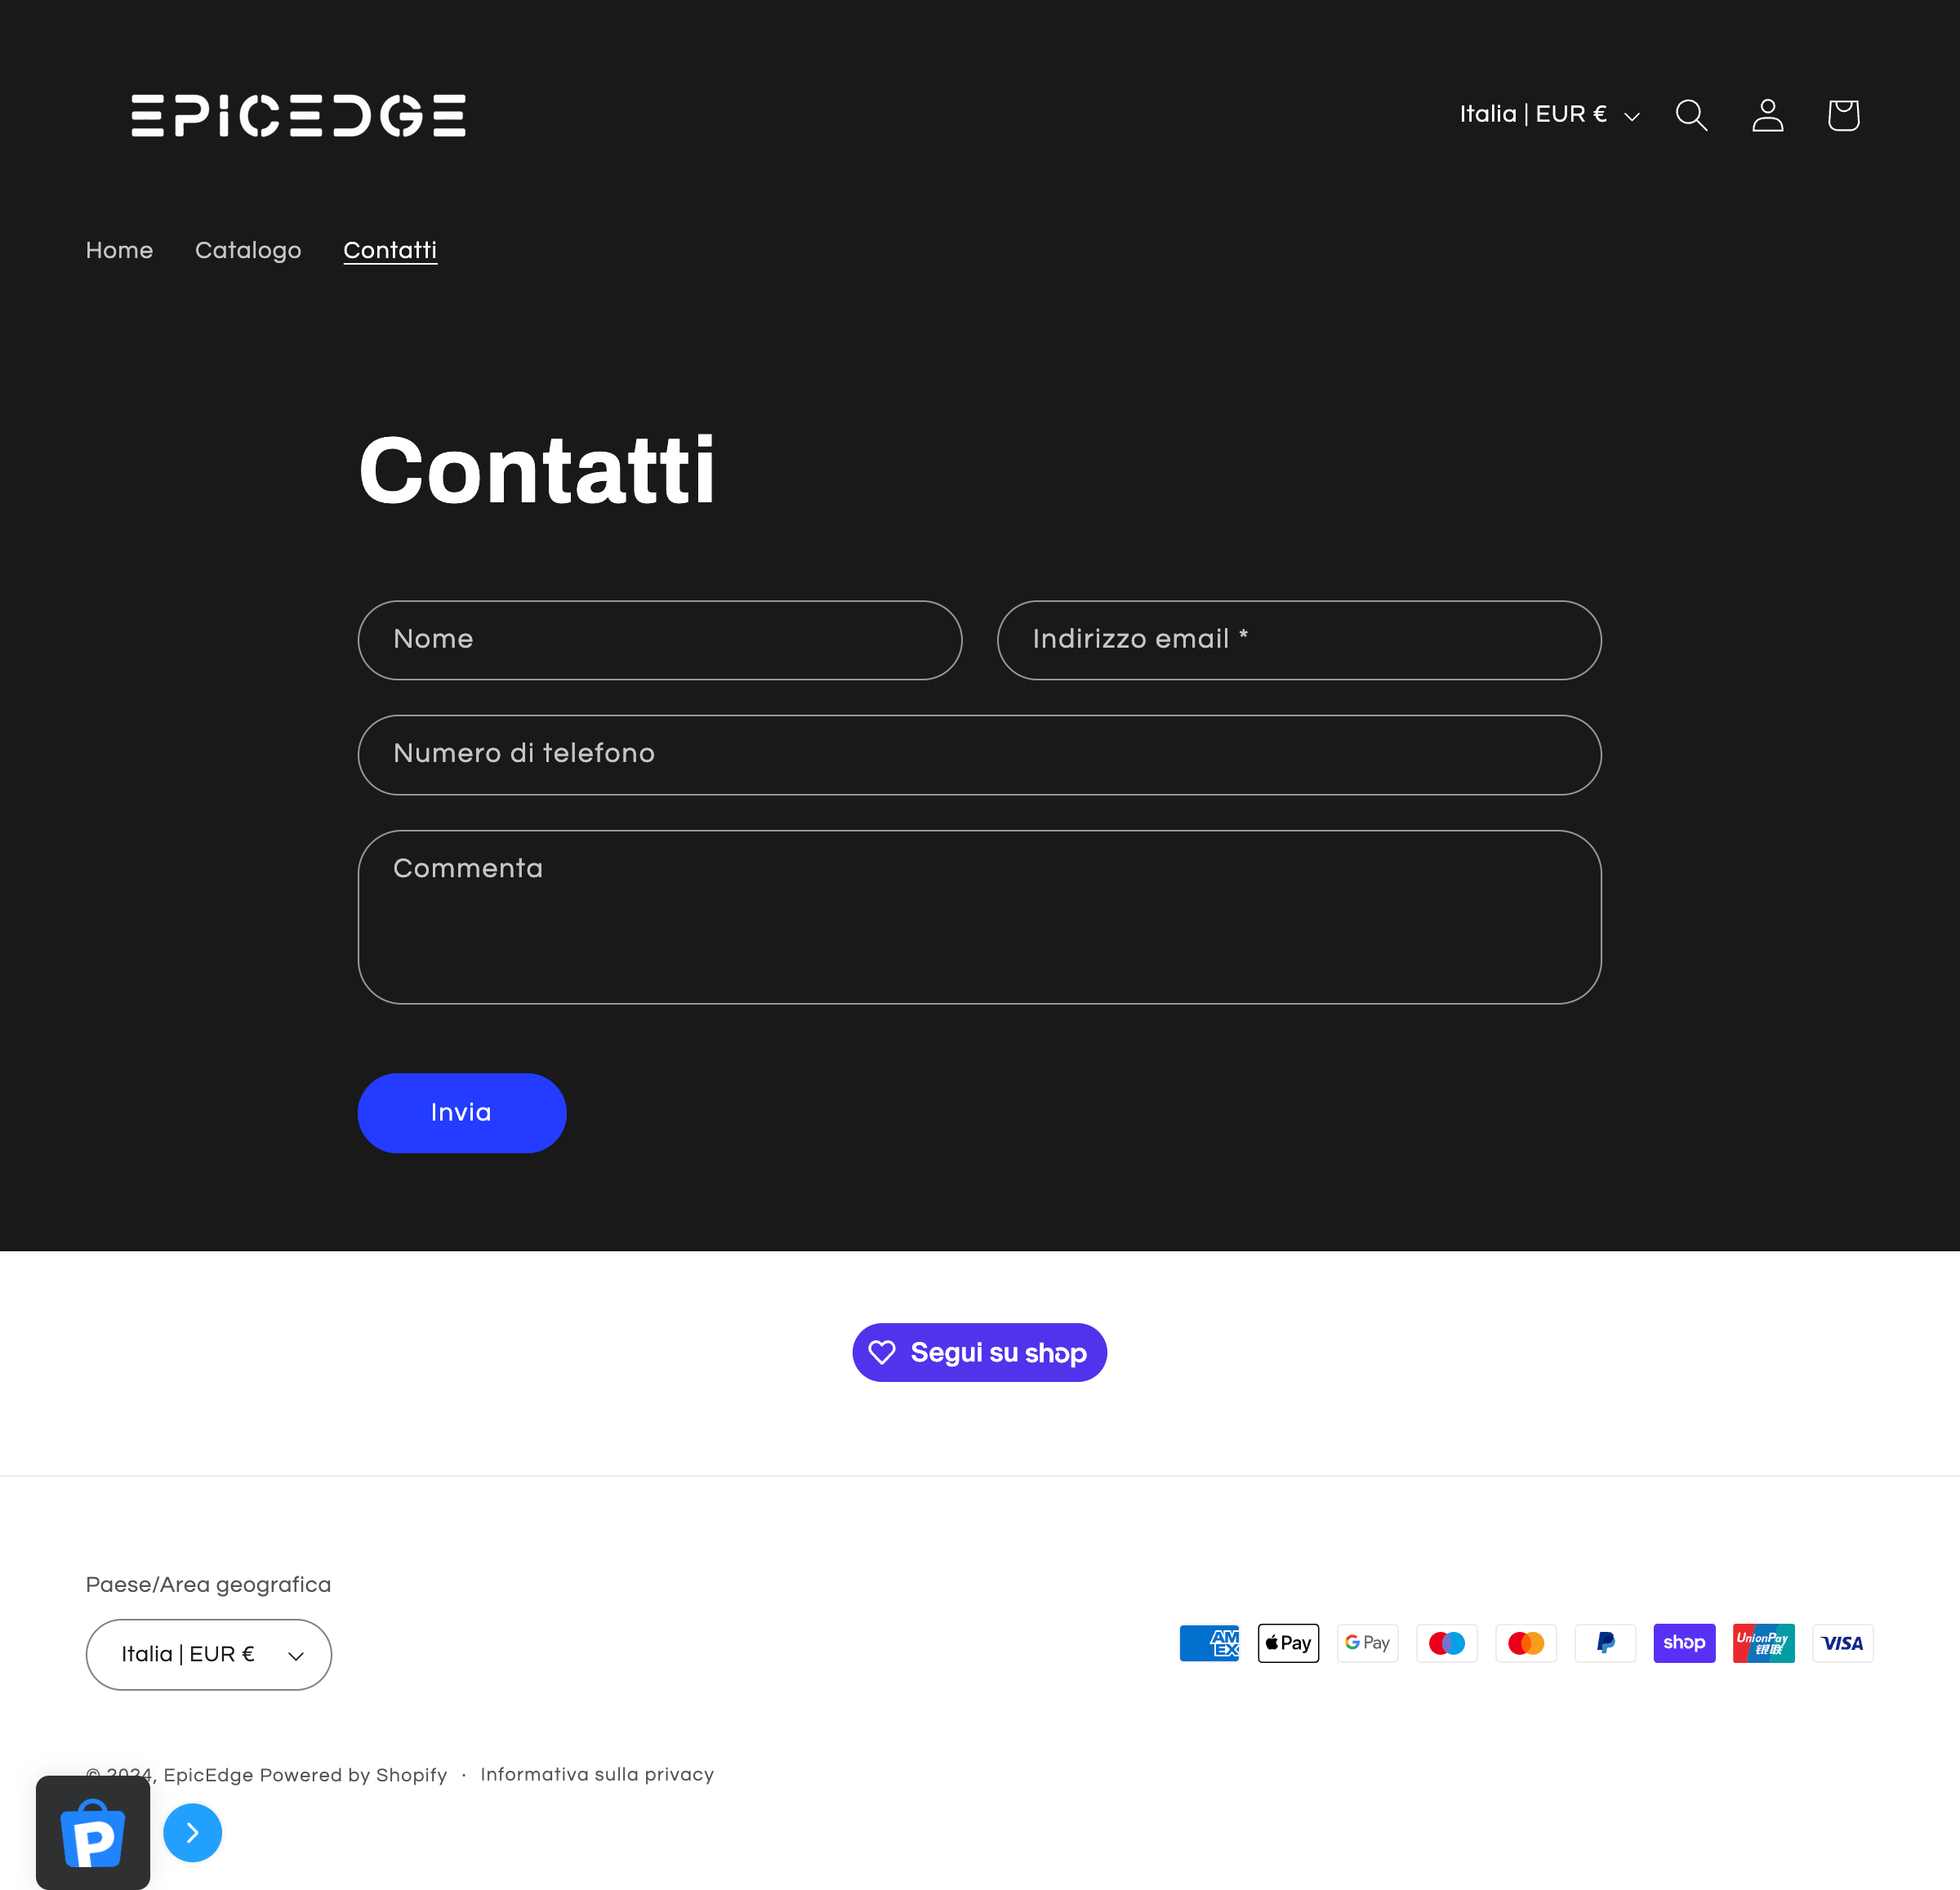 EPICEDGE
Italia | EUR €
Home Catalogo Contatti
Contatti
Nome
Indirizzo email *
Numero di telefono
Commenta
Invia
Segui su shop
Paese/Area geografica
Italia | EUR €
AM
EX
Pay
G Pay
shop
UnionPay
银联
VISA
© 2024, EpicEdge Powered by Shopify · Informativa sulla privacy
P